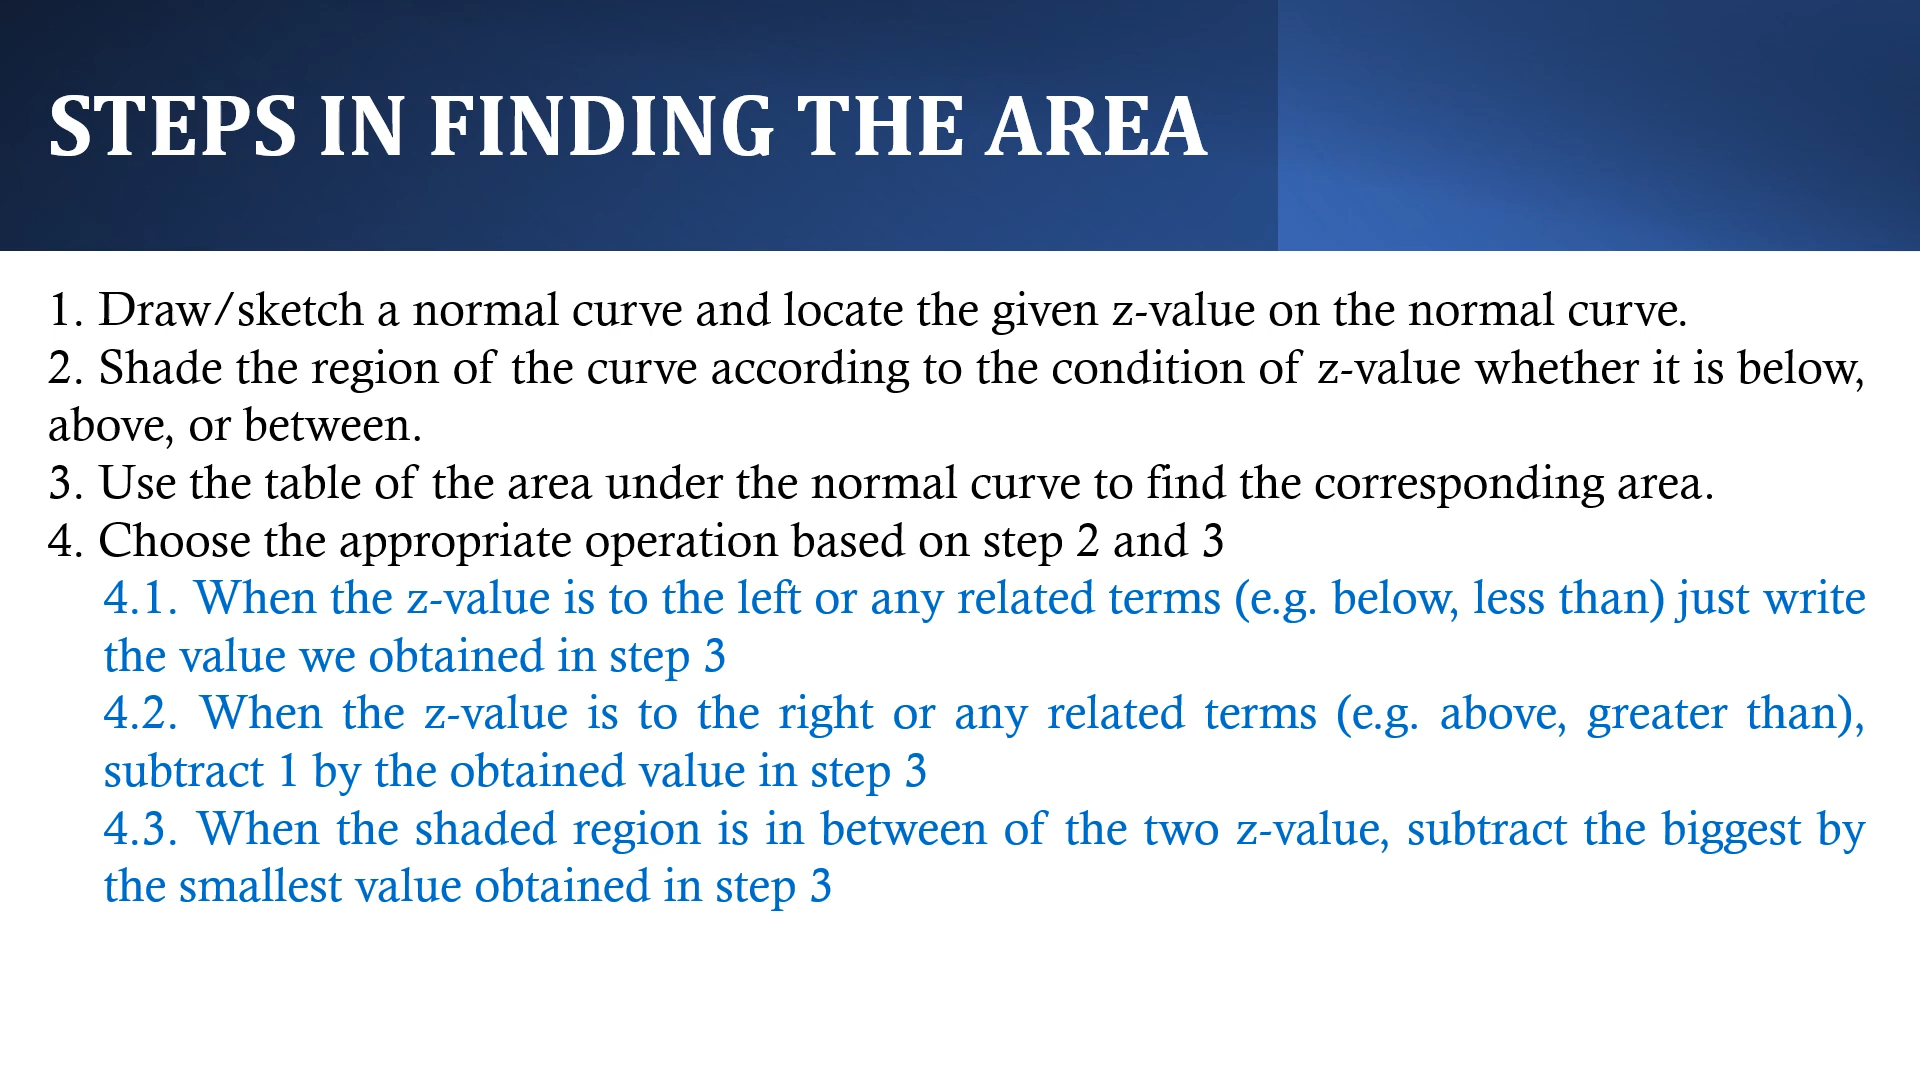 STEPS IN FINDING THE AREA
1. Draw/sketch a normal curve and locate the given z-value on the normal curve.
2. Shade the region of the curve according to the condition of z-value whether it is below,
above, or between.
3. Use the table of the area under the normal curve to find the corresponding area.
4. Choose the appropriate operation based on step 2 and 3
4.1. When the z-value is to the left or any related terms (e.g. below, less than) just write
the value we obtained in step 3
4.2. When the z-value is to the right or any related terms (e.g. above, greater than),
subtract 1 by the obtained value in step 3
4.3. When the shaded region is in between of the two z-value, subtract the biggest by
the smallest value obtained in step 3